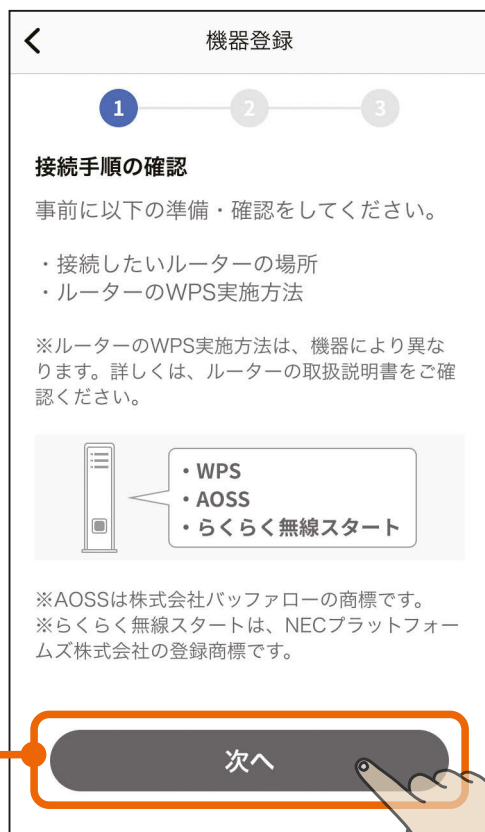 機器登録
1 2 3
接続手順の確認
事前に以下の準備・確認をしてください。
・接続したいルーターの場所
・ルーターのWPS実施方法
※ルーターのWPS実施方法は、機器により異な
ります。詳しくは、ルーターの取扱説明書をご確
認ください。
・WPS
・AOSS
・らくらく無線スタート
※AOSSは株式会社バッファローの商標です。
※らくらく無線スタートは、NECプラットフォー
ムズ株式会社の登録商標です。
次へ